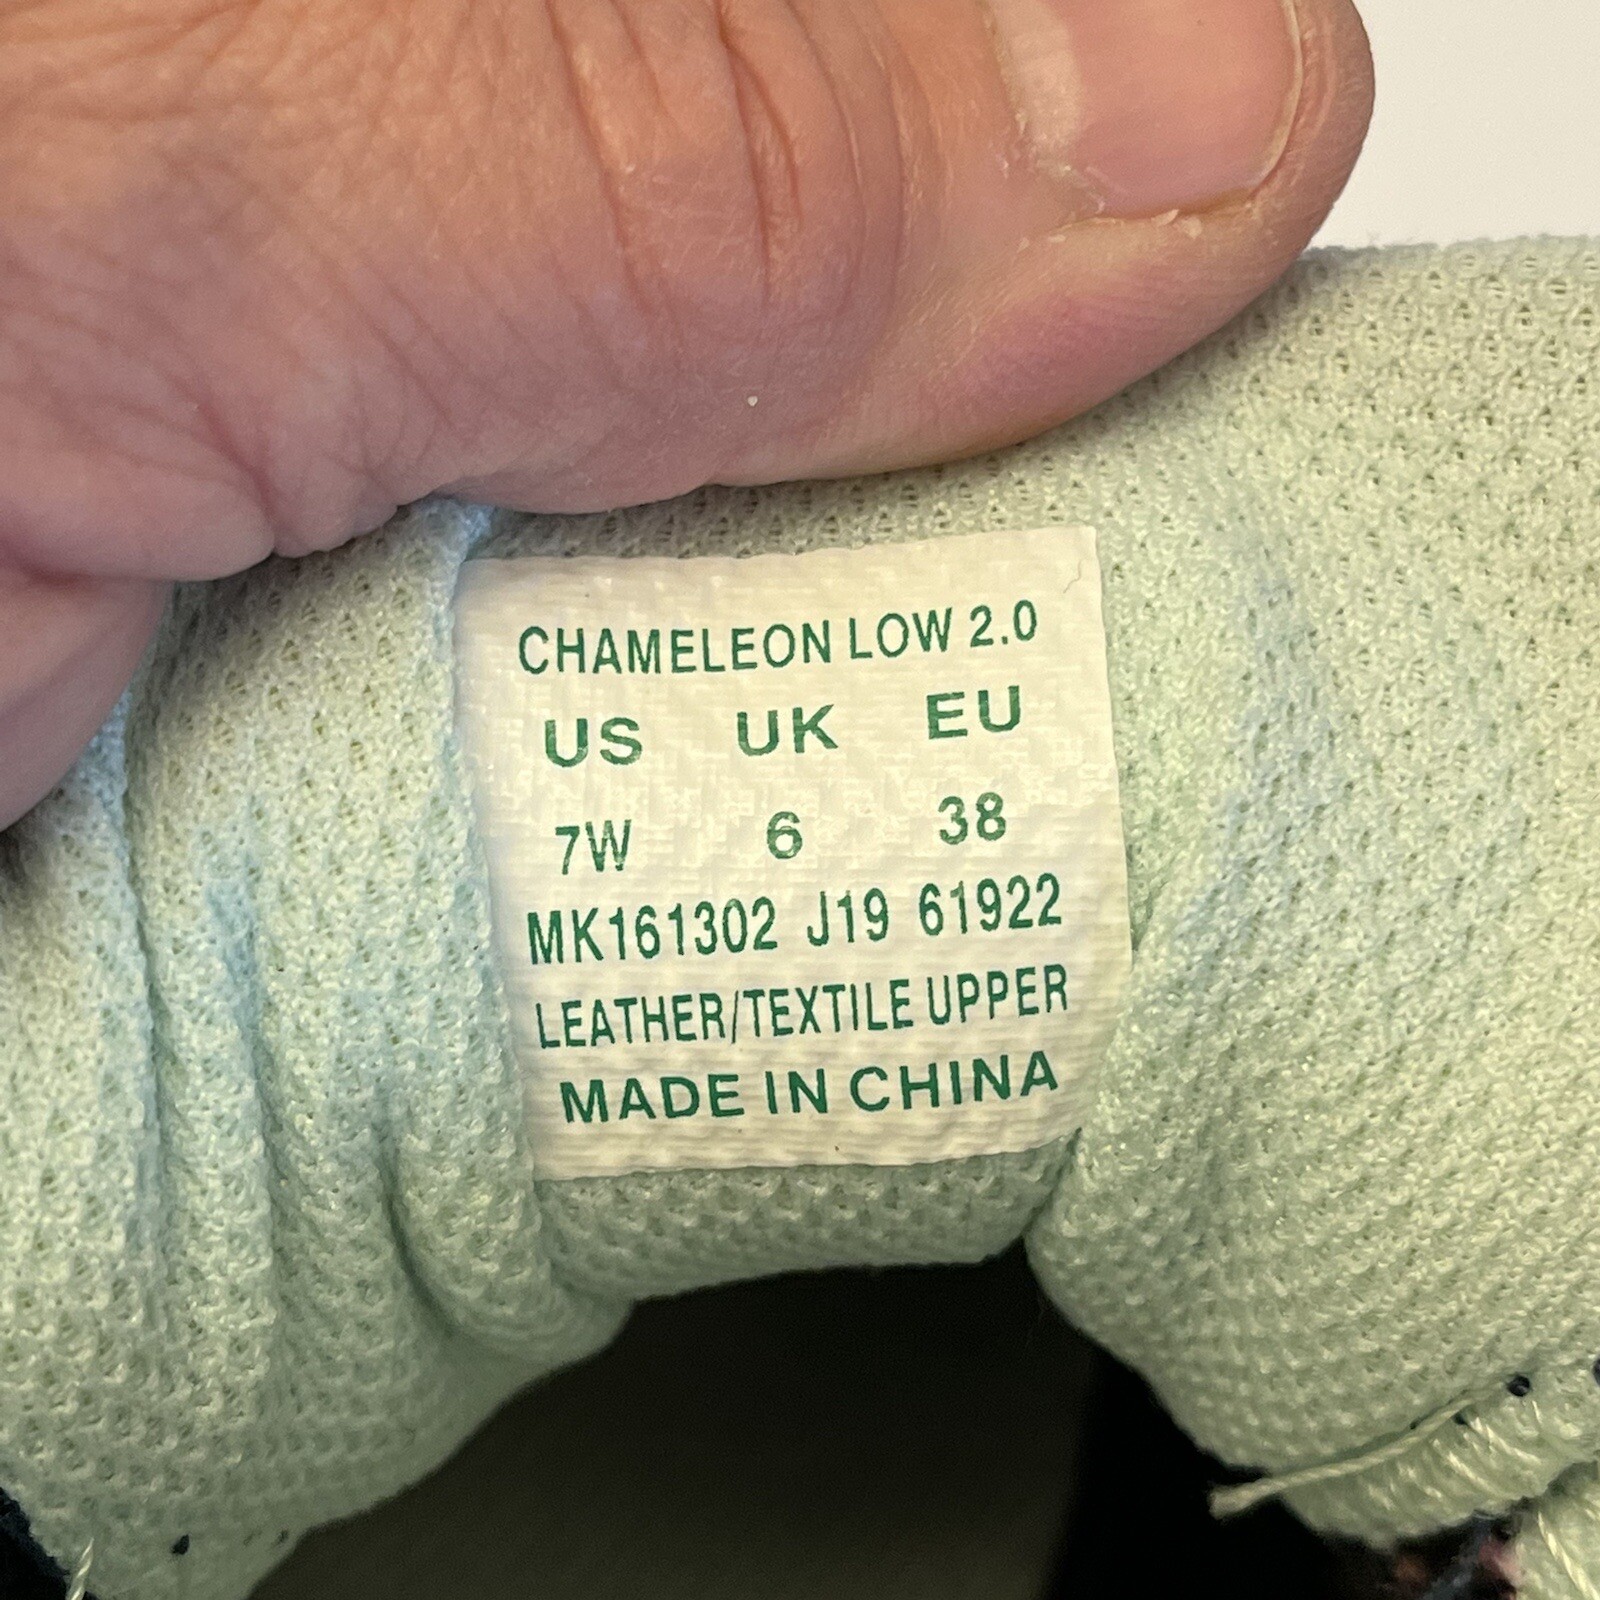 CHAMELEON LOW 2.0
US UK EU
7W 6 38
MK161302 J19 61922
LEATHER/TEXTILE UPPER
MADE IN CHINA